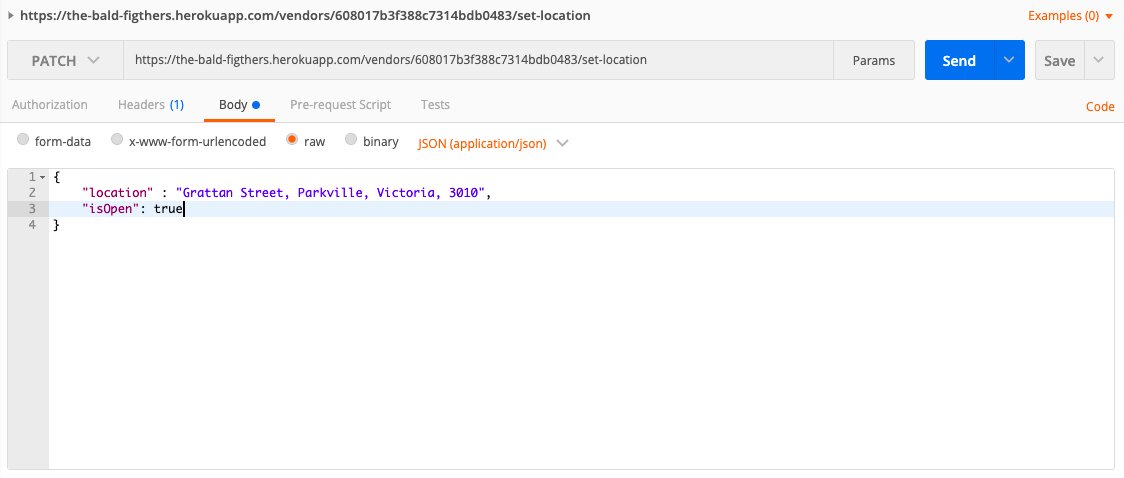 https://the-bald-figthers.herokuapp.com/vendors/608017b3f388c7314bdb0483/set-location Examples (0)
PATCH https://the-bald-figthers.herokuapp.com/vendors/608017b3f388c7314bdb0483/set-location Params Send Save
Authorization Headers (1) Body Pre-request Script Tests Code
form-data x-www-form-urlencoded raw binary JSON (application/json)
1 {
2 "location" : "Grattan Street, Parkville, Victoria, 3010",
3 "isOpen": true
4 }